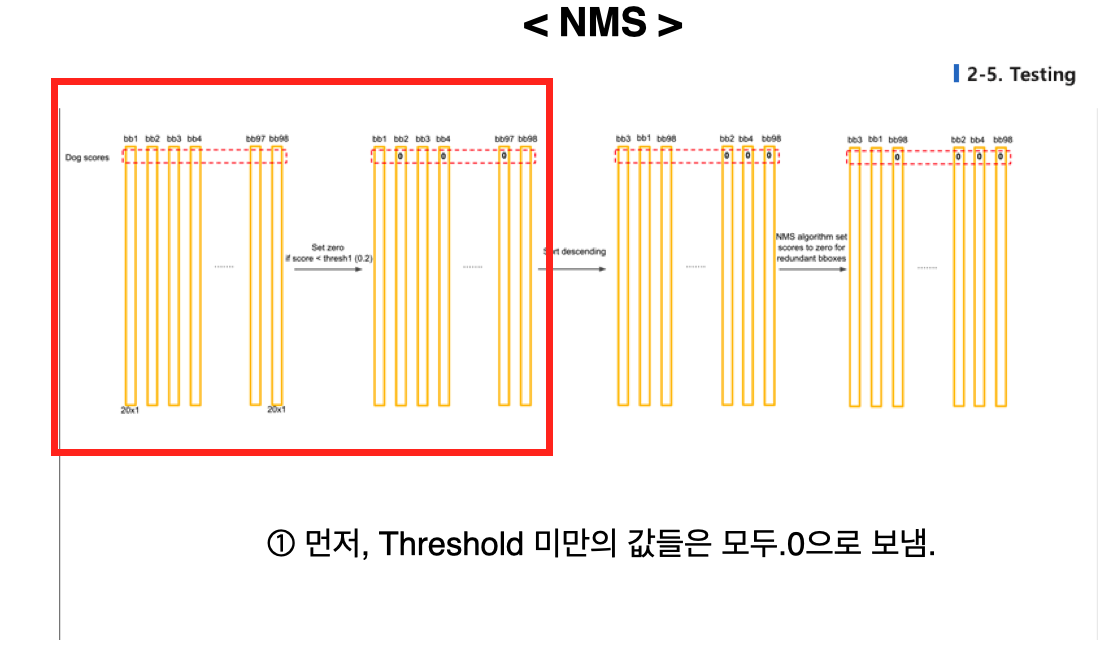 < NMS >
2-5. Testing
bb1 bb2 bb3 bb4 bb97 bb98
Dog scores
20x1 20x1
Set zero
if score < thresh1 (0.2)
bb1 bb2 bb3 bb4 bb97 bb98
0 0 0
descending
bb3 bb1 bb98 bb2 bb4 bb98
0 0 0
NMS algorithm set
scores to zero for
redundant bboxes
bb3 bb1 bb98 bb2 bb4 bb98
0 0 0 0
① 먼저, Threshold 미만의 값들은 모두.0으로 보냄.